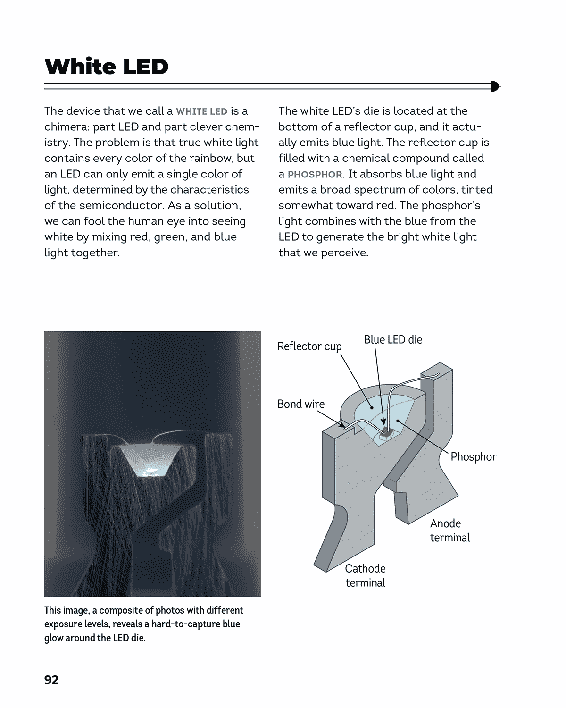 White LED
The device that we call a WHITE LED is a
chimera: part LED and part clever chem-
istry. The problem is that true white light
contains every color of the rainbow, but
an LED can only emit a single color of
light, determined by the characteristics
of the semiconductor. As a solution,
we can fool the human eye into seeing
white by mixing red, green, and blue
light together.
The white LED's die is located at the
bottom of a reflector cup, and it actu-
ally emits blue light. The reflector cup is
filled with a chemical compound called
a PHOSPHOR. It absorbs blue light and
emits a broad spectrum of colors, tinted
somewhat toward red. The phosphor's
light combines with the blue from the
LED to generate the bright white light
that we perceive.
Reflector cup
Blue LED die
Bond wire
Phosphor
Anode
terminal
Cathode
terminal
This image, a composite of photos with different
exposure levels, reveals a hard-to-capture blue
glow around the LED die.
92